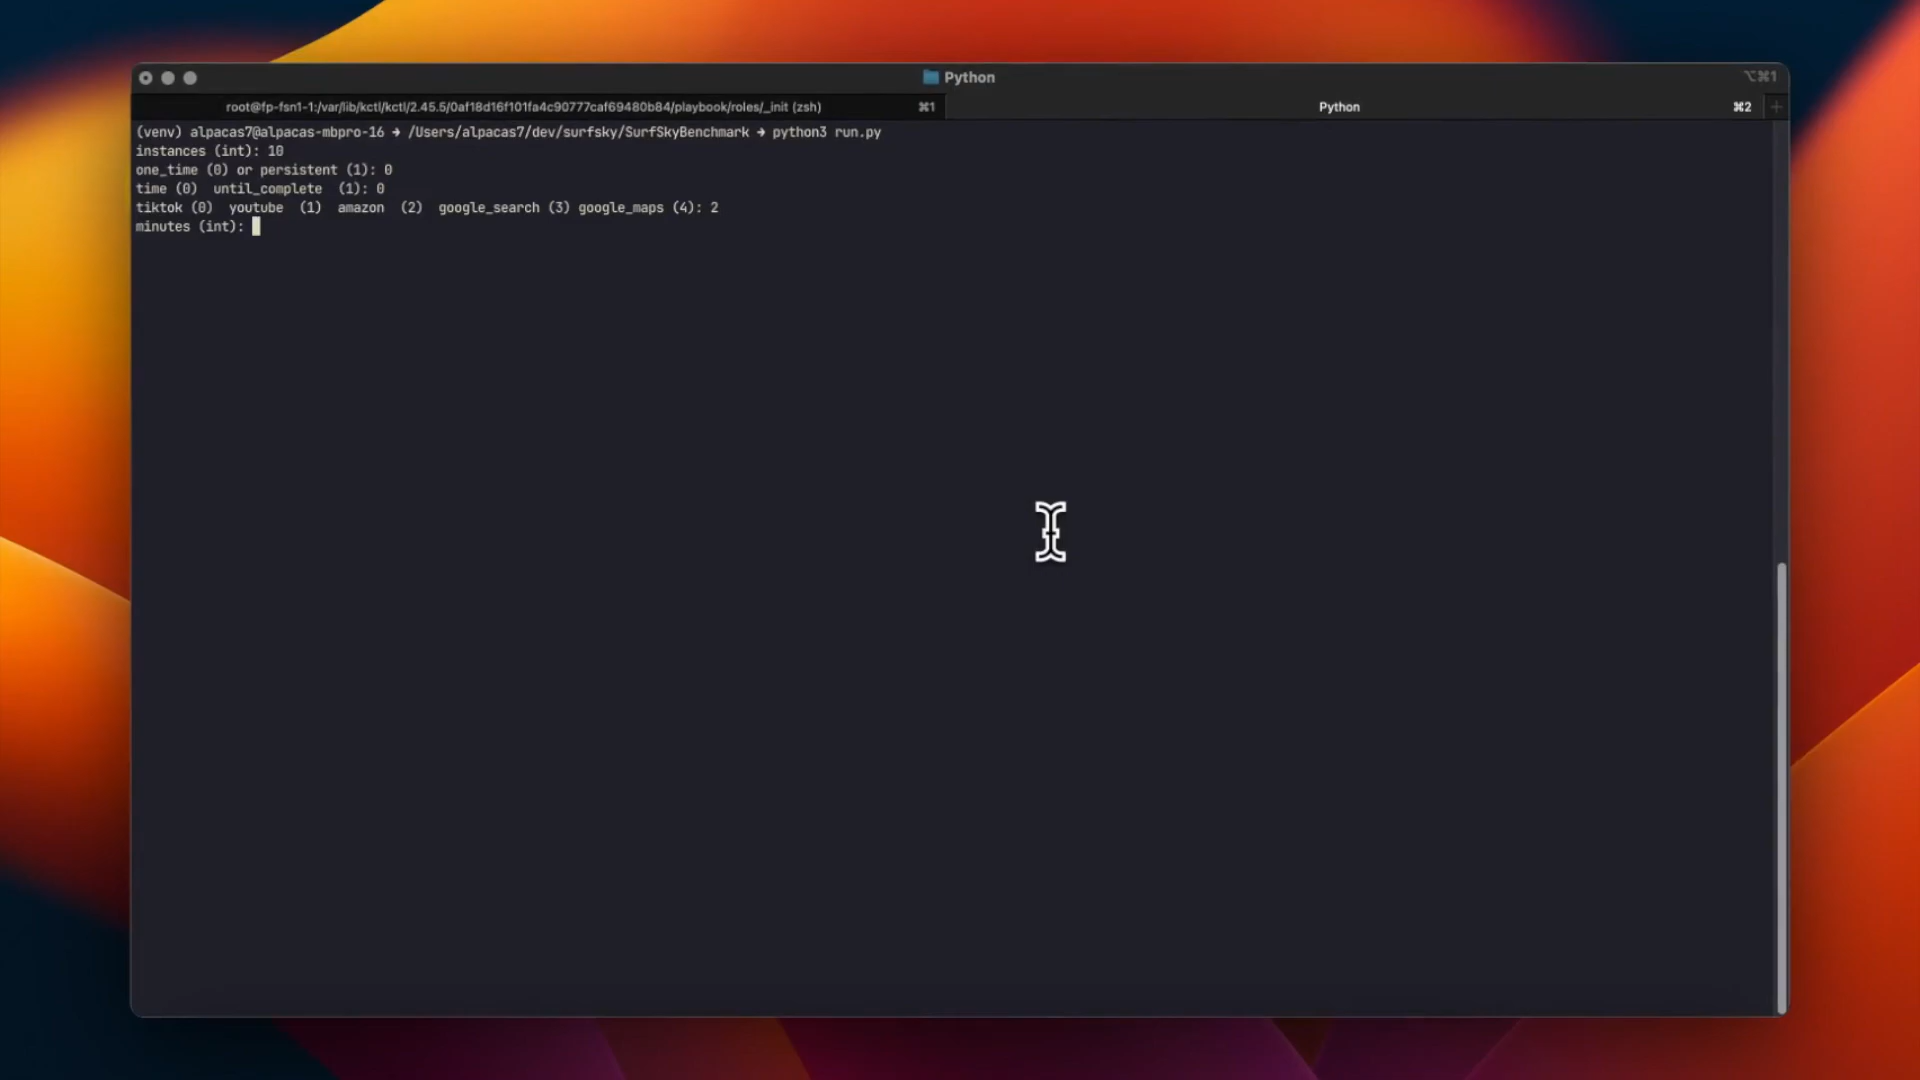 Python
⌥⌘1
root@fp-fsn1-1:/var/lib/kctl/kctl/2.45.5/0af18d16f101fa4c90777caf69480b84/playbook/roles/_init (zsh) ⌘1 Python ⌘2 +
(venv) alpacas7@alpacas-mbpro-16 → /Users/alpacas7/dev/surfsky/SurfSkyBenchmark → python3 run.py
instances (int): 10
one_time (0) or persistent (1): 0
time (0)  until_complete  (1): 0
tiktok (0)  youtube  (1)  amazon  (2)  google_search (3) google_maps (4): 2
minutes (int):